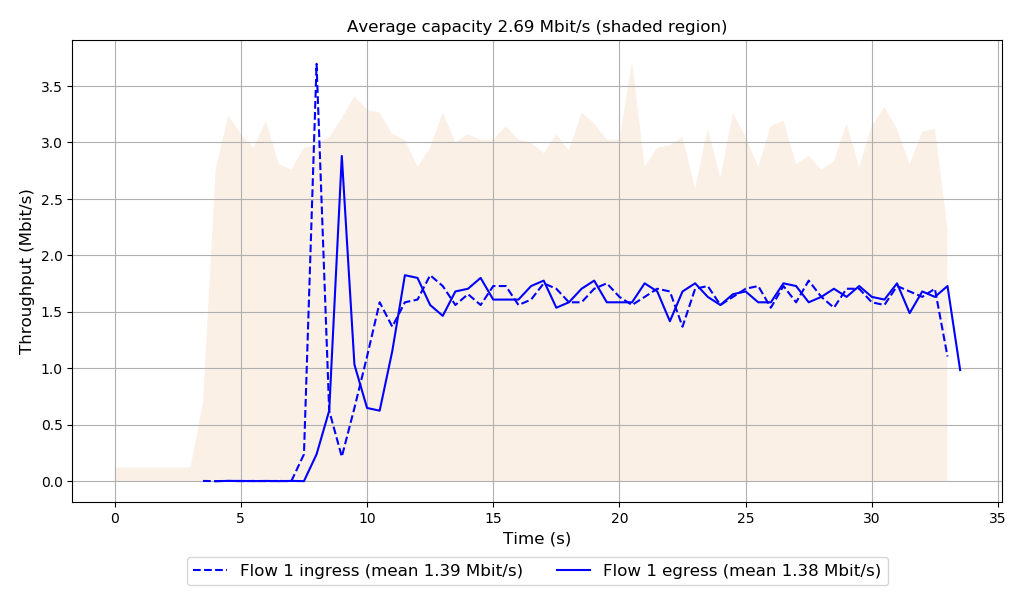 Average capacity 2.69 Mbit/s (shaded region)
3.5
3.0
2.5
2.0
1.5
1.0
0.5
0.0
Throughput (Mbit/s)
0 5 10 15 20 25 30 35
Time (s)
Flow 1 ingress (mean 1.39 Mbit/s) Flow 1 egress (mean 1.38 Mbit/s)